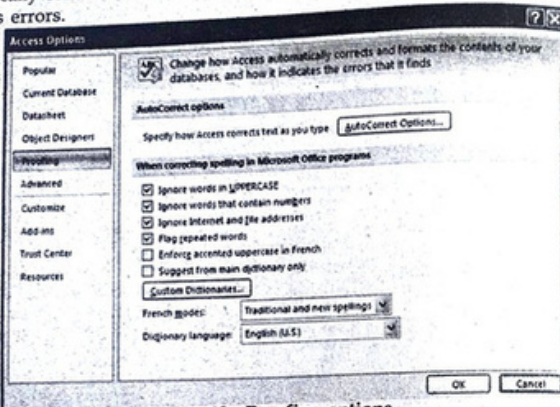 s errors.
Access Options
Popular
Current Database
Datasheet
Object Designers
Proofing
Advanced
Customize
Add-ins
Trust Center
Resources
Change how Access automatically corrects and formats the contents of your
databases, and how it indicates the errors that it finds
AutoCorrect options
Specify how Access corrects text as you type
AutoCorrect Options...
When correcting spelling in Microsoft Office programs
Ignore words in UPPERCASE
Ignore words that contain numbers
Ignore Internet and file addresses
Flag repeated words
Enforce accented uppercase in French
Suggest from main dictionary only
Custom Dictionaries...
French modes: Traditional and new spellings
Dictionary language: English (U.S.)
OK Cancel
options